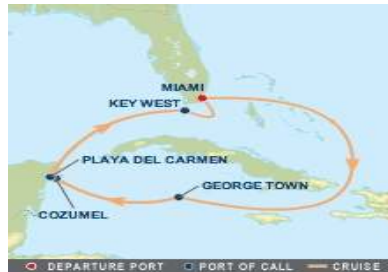 MIAMI
KEY WEST
PLAYA DEL CARMEN
GEORGE TOWN
COZUMEL
DEPARTURE PORT PORT OF CALL CRUISE